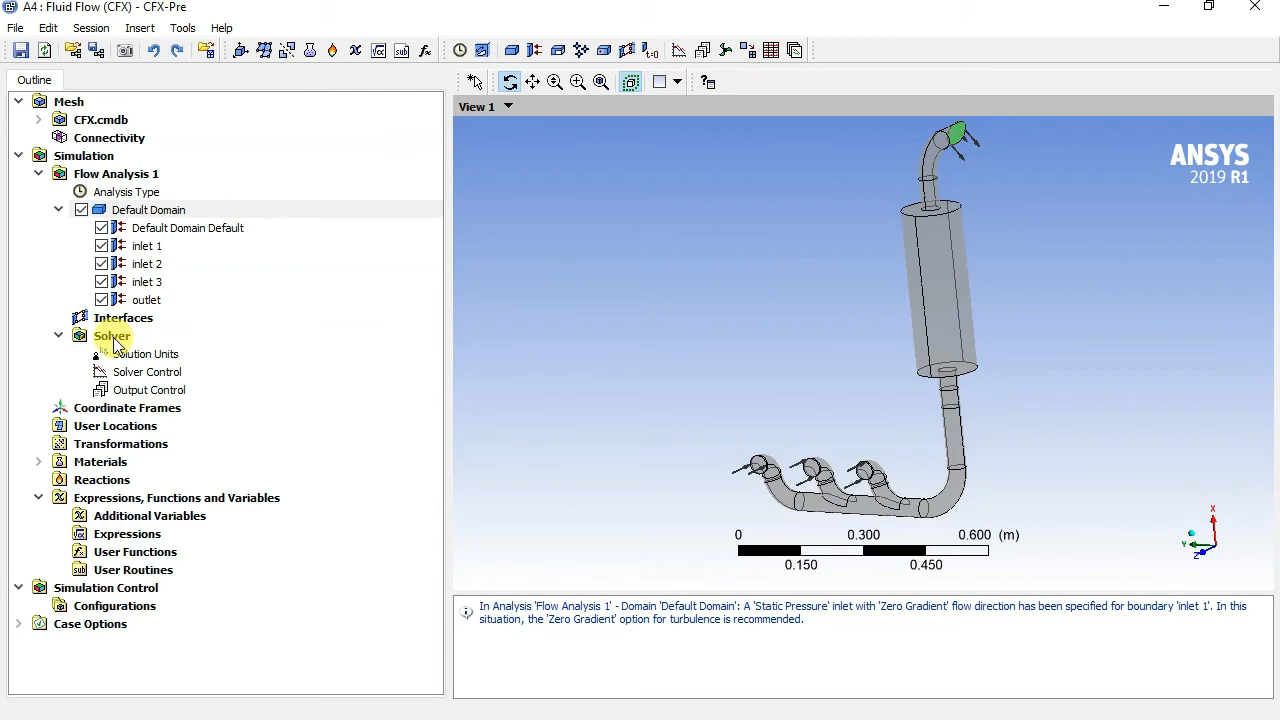 A4 : Fluid Flow (CFX) - CFX-Pre
File Edit Session Insert Tools Help
Outline
Mesh
CFX.cmdb
Connectivity
Simulation
Flow Analysis 1
Analysis Type
Default Domain
Default Domain Default
inlet 1
inlet 2
inlet 3
outlet
Interfaces
Solver
Solution Units
Solver Control
Output Control
Coordinate Frames
User Locations
Transformations
Materials
Reactions
Expressions, Functions and Variables
Additional Variables
Expressions
User Functions
User Routines
Simulation Control
Configurations
Case Options
View 1
ANSYS
2019 R1
0 0.300 0.600 (m)
0.150 0.450
X
Y
Z
In Analysis 'Flow Analysis 1' - Domain 'Default Domain': A 'Static Pressure' inlet with 'Zero Gradient' flow direction has been specified for boundary 'inlet 1'. In this
situation, the 'Zero Gradient' option for turbulence is recommended.